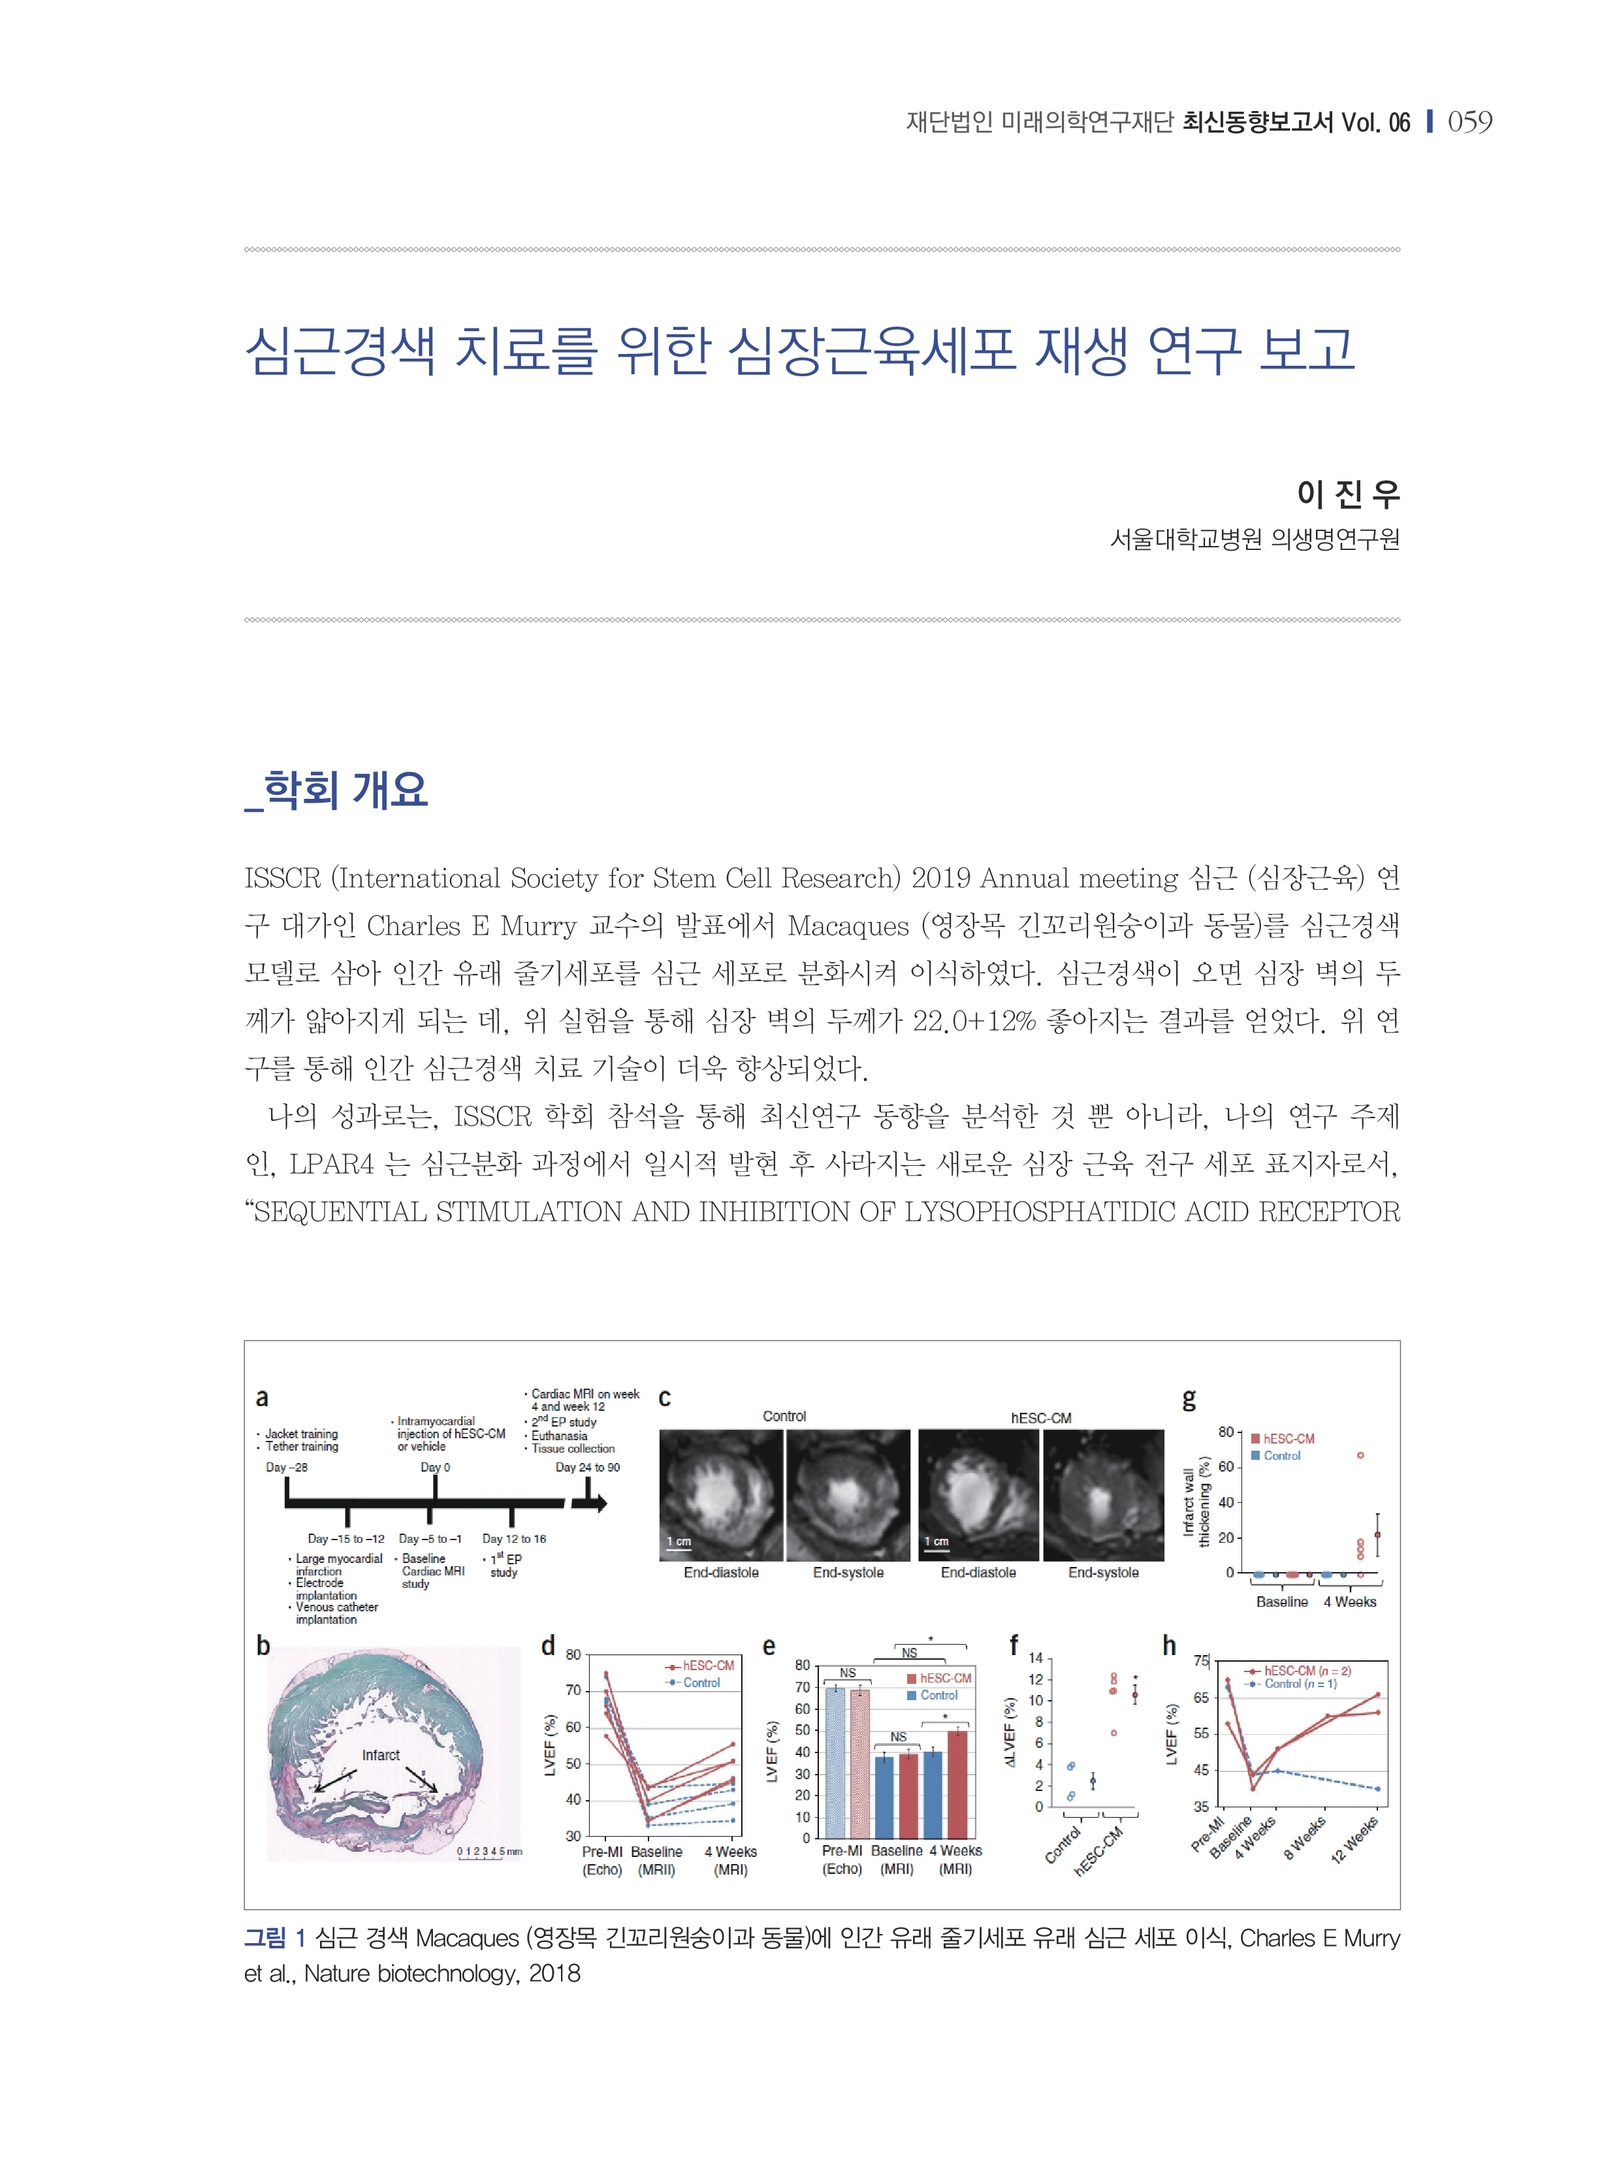 재단법인 미래의학연구재단 최신동향보고서 Vol. 06 059
심근경색 치료를 위한 심장근육세포 재생 연구 보고
이 진 우
서울대학교병원 의생명연구원
_학회 개요
ISSCR (International Society for Stem Cell Research) 2019 Annual meeting 심근 (심장근육) 연
구 대가인 Charles E Murry 교수의 발표에서 Macaques (영장목 긴꼬리원숭이과 동물)를 심근경색
모델로 삼아 인간 유래 줄기세포를 심근 세포로 분화시켜 이식하였다. 심근경색이 오면 심장 벽의 두
께가 얇아지게 되는 데, 위 실험을 통해 심장 벽의 두께가 22.0+12% 좋아지는 결과를 얻었다. 위 연
구를 통해 인간 심근경색 치료 기술이 더욱 향상되었다.
나의 성과로는, ISSCR 학회 참석을 통해 최신연구 동향을 분석한 것 뿐 아니라, 나의 연구 주제
인, LPAR4 는 심근분화 과정에서 일시적 발현 후 사라지는 새로운 심장 근육 전구 세포 표지자로서,
“SEQUENTIAL STIMULATION AND INHIBITION OF LYSOPHOSPHATIDIC ACID RECEPTOR
a
• Jacket training
• Tether training
Day –28
• Intramyocardial
injection of hESC-CM
or vehicle
Day 0
• Cardiac MRI on week
4 and week 12
• 2nd EP study
• Euthanasia
• Tissue collection
Day 24 to 90
Day –15 to –12
• Large myocardial
infarction
• Electrode
implantation
• Venous catheter
implantation
Day –5 to –1
• Baseline
Cardiac MRI
study
Day 12 to 16
• 1st EP
study
c
Control
hESC-CM
1 cm
1 cm
End-diastole
End-systole
End-diastole
End-systole
g
Infarct wall
thickening (%)
80
60
40
20
0
hESC-CM
Control
Baseline
4 Weeks
b
Infarct
0 1 2 3 4 5 mm
d
LVEF (%)
80
70
60
50
40
30
hESC-CM
Control
Pre-MI
(Echo)
Baseline
(MRII)
4 Weeks
(MRI)
e
LVEF (%)
80
70
60
50
40
30
20
10
0
NS
NS
*
NS
*
hESC-CM
Control
Pre-MI
(Echo)
Baseline
(MRI)
4 Weeks
(MRI)
f
ΔLVEF (%)
14
12
10
8
6
4
2
0
*
Control
hESC-CM
h
LVEF (%)
75
65
55
45
35
hESC-CM (n = 2)
Control (n = 1)
Pre-MI
Baseline
4 Weeks
8 Weeks
12 Weeks
그림 1 심근 경색 Macaques (영장목 긴꼬리원숭이과 동물)에 인간 유래 줄기세포 유래 심근 세포 이식, Charles E Murry
et al., Nature biotechnology, 2018